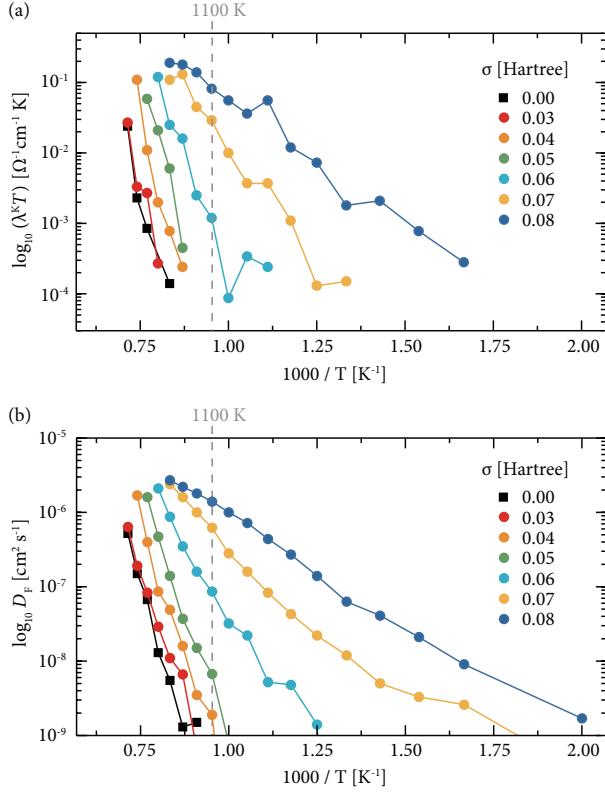 (a)
1100 K
log₁₀ (λᴷT) [Ω⁻¹cm⁻¹ K]
10⁻¹
10⁻²
10⁻³
10⁻⁴
σ [Hartree]
0.00
0.03
0.04
0.05
0.06
0.07
0.08
0.75 1.00 1.25 1.50 1.75 2.00
1000 / T [K⁻¹]
(b)
1100 K
log₁₀ D_F [cm² s⁻¹]
10⁻⁵
10⁻⁶
10⁻⁷
10⁻⁸
10⁻⁹
σ [Hartree]
0.00
0.03
0.04
0.05
0.06
0.07
0.08
0.75 1.00 1.25 1.50 1.75 2.00
1000 / T [K⁻¹]